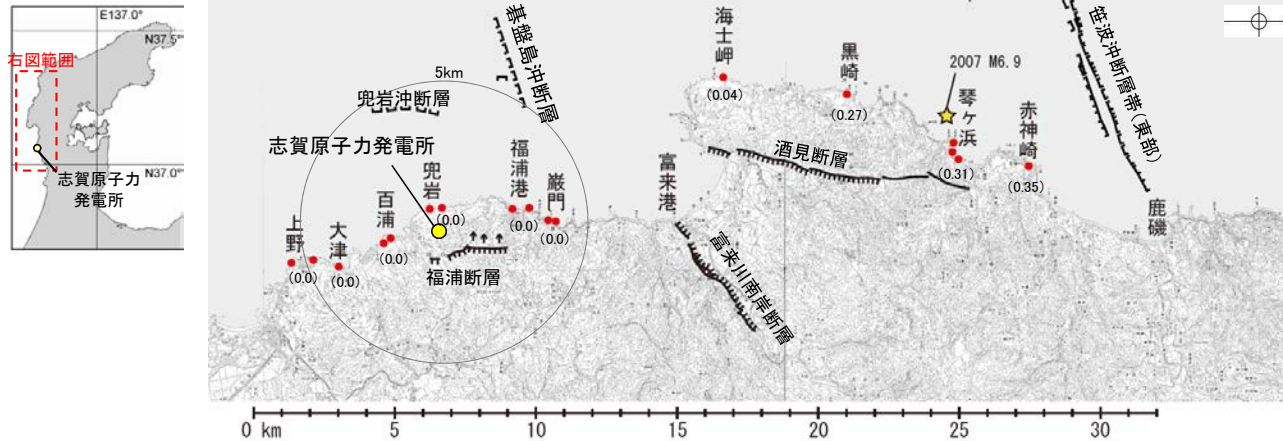 E137.0°
N37.5°
右図範囲
N37.0°
志賀原子力
発電所
基盤島沖断層
5km
兜岩沖断層
志賀原子力発電所
上野
(0.0)
大津
(0.0)
百浦
(0.0)
兜岩
(0.0)
福浦港
(0.0)
巌門
(0.0)
福浦断層
富来港
富来川南岸断層
海士岬
(0.04)
黒崎
(0.27)
酒見断層
2007 M6.9
琴ヶ浜
(0.31)
赤神崎
(0.35)
笹波沖断層帯(東部)
鹿磯
0 km
5
10
15
20
25
30